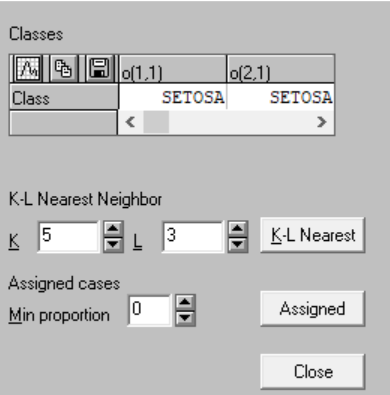 Classes
o(1,1) o(2,1)
Class SETOSA SETOSA
K-L Nearest Neighbor
K 5 L 3 K-L Nearest
Assigned cases
Min proportion 0 Assigned
Close